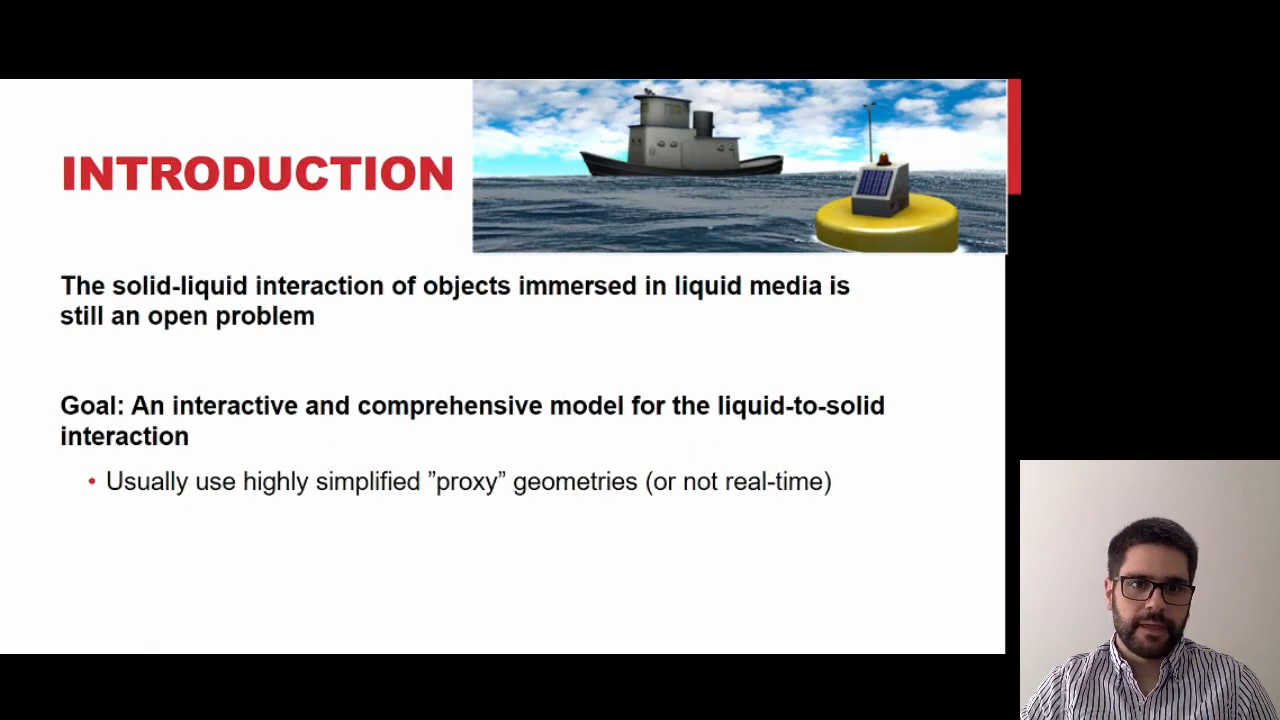 INTRODUCTION
The solid-liquid interaction of objects immersed in liquid media is
still an open problem
Goal: An interactive and comprehensive model for the liquid-to-solid
interaction
• Usually use highly simplified ”proxy” geometries (or not real-time)